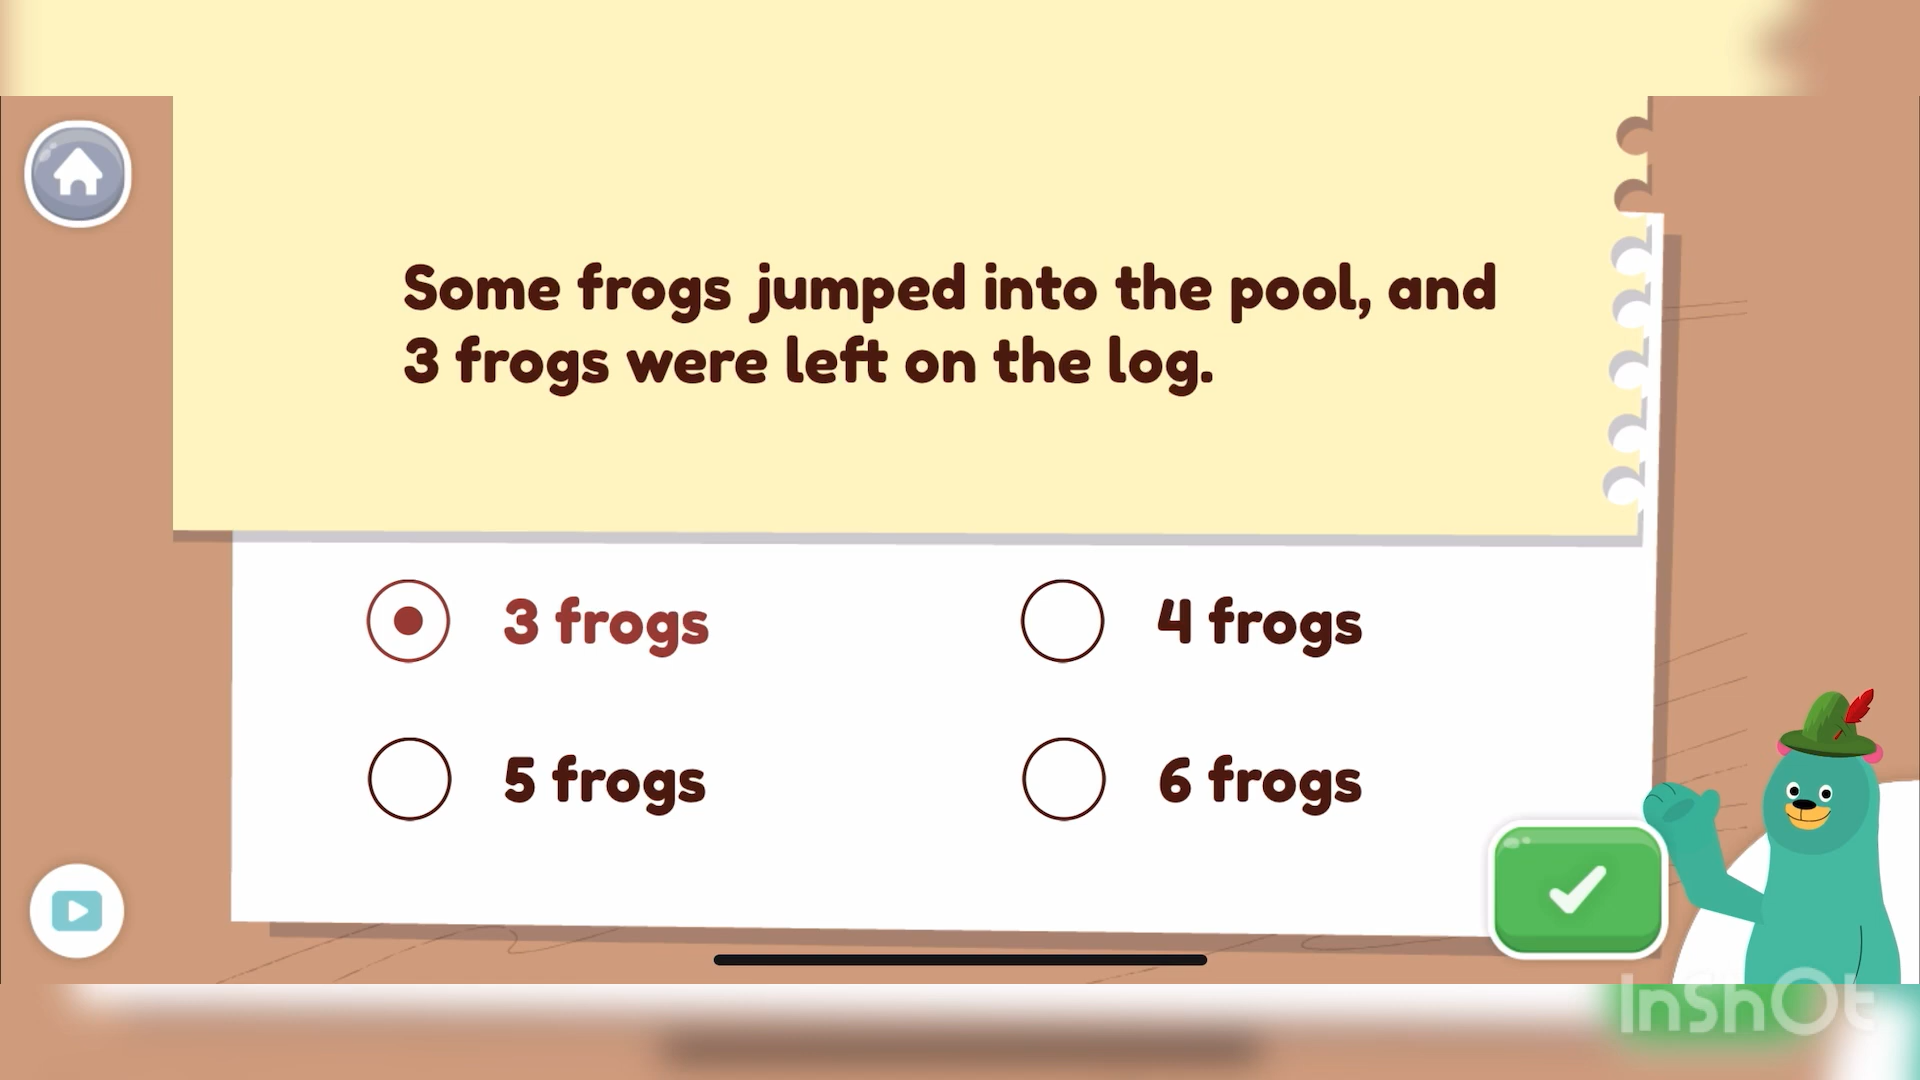 Some frogs jumped into the pool, and
3 frogs were left on the log.
3 frogs
4 frogs
5 frogs
6 frogs
InShOt